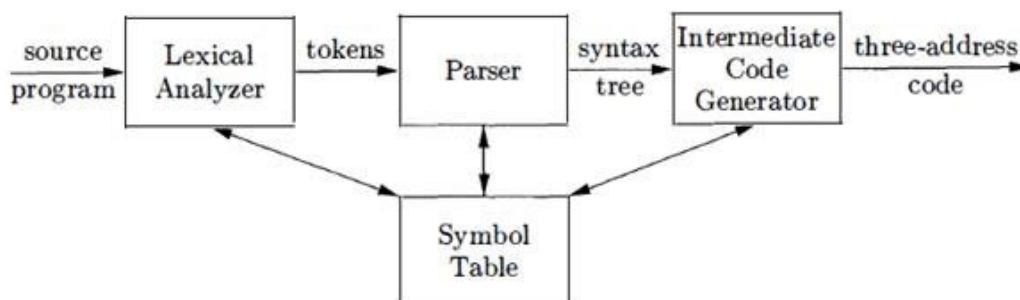 source
program
Lexical
Analyzer
tokens
Parser
syntax
tree
Intermediate
Code
Generator
three-address
code
Symbol
Table